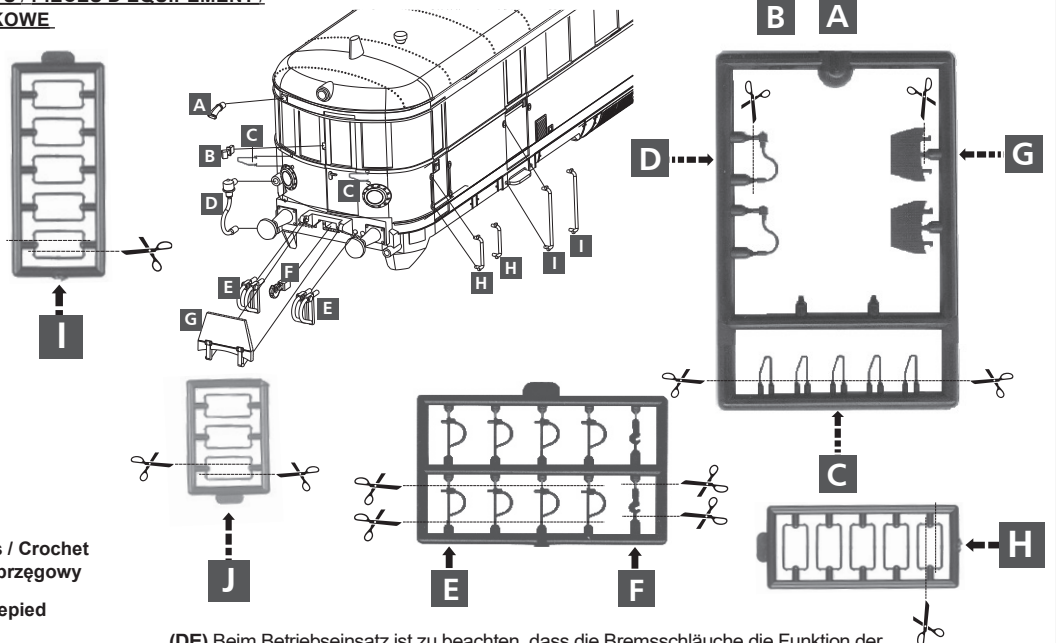 KOWE
B A
A
C
B
D
C
E
F
E
G
H
H
I
I
D
G
I
C
J
E
F
H
s / Crochet
przęgowy
epied
(DE) Beim Betriebseinsatz ist zu beachten, dass die Bremsschläuche die Funktion der